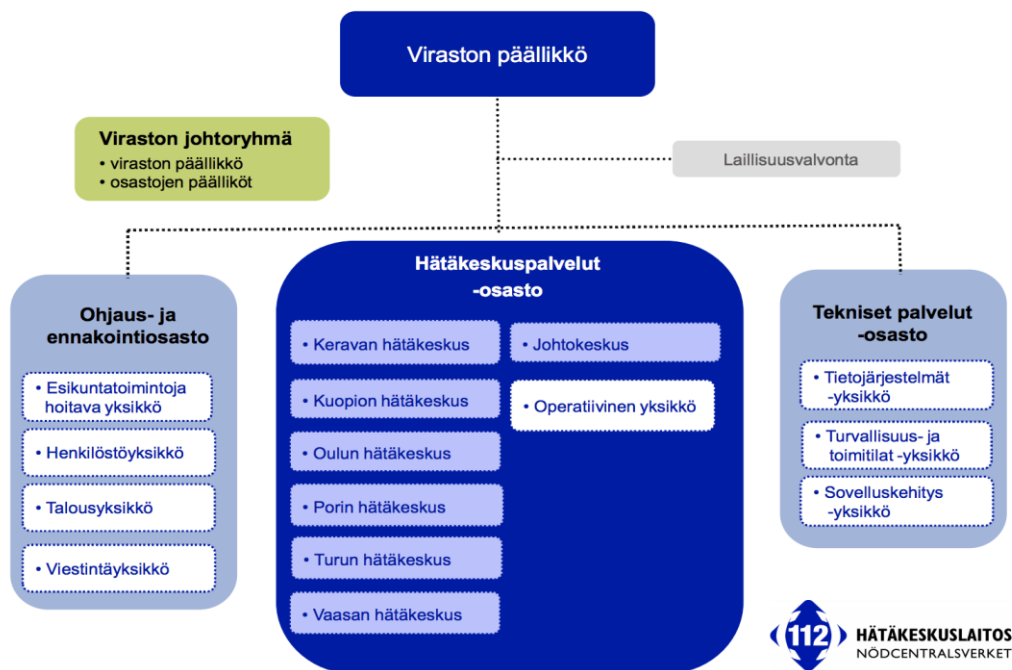 Viraston päällikkö
Viraston johtoryhmä
• viraston päällikkö
• osastojen päälliköt
Laillisuusvalvonta
Ohjaus- ja
ennakointiosasto
• Esikuntatoimintoja
hoitava yksikkö
• Henkilöstöyksikkö
• Talousyksikkö
• Viestintäyksikkö
Hätäkeskuspalvelut
-osasto
• Keravan hätäkeskus
• Kuopion hätäkeskus
• Oulun hätäkeskus
• Porin hätäkeskus
• Turun hätäkeskus
• Vaasan hätäkeskus
• Johtokeskus
• Operatiivinen yksikkö
Tekniset palvelut
-osasto
• Tietojärjestelmät
-yksikkö
• Turvallisuus- ja
toimitilat -yksikkö
• Sovelluskehitys
-yksikkö
112
HÄTÄKESKUSLAITOS
NÖDCENTRALSVERKET